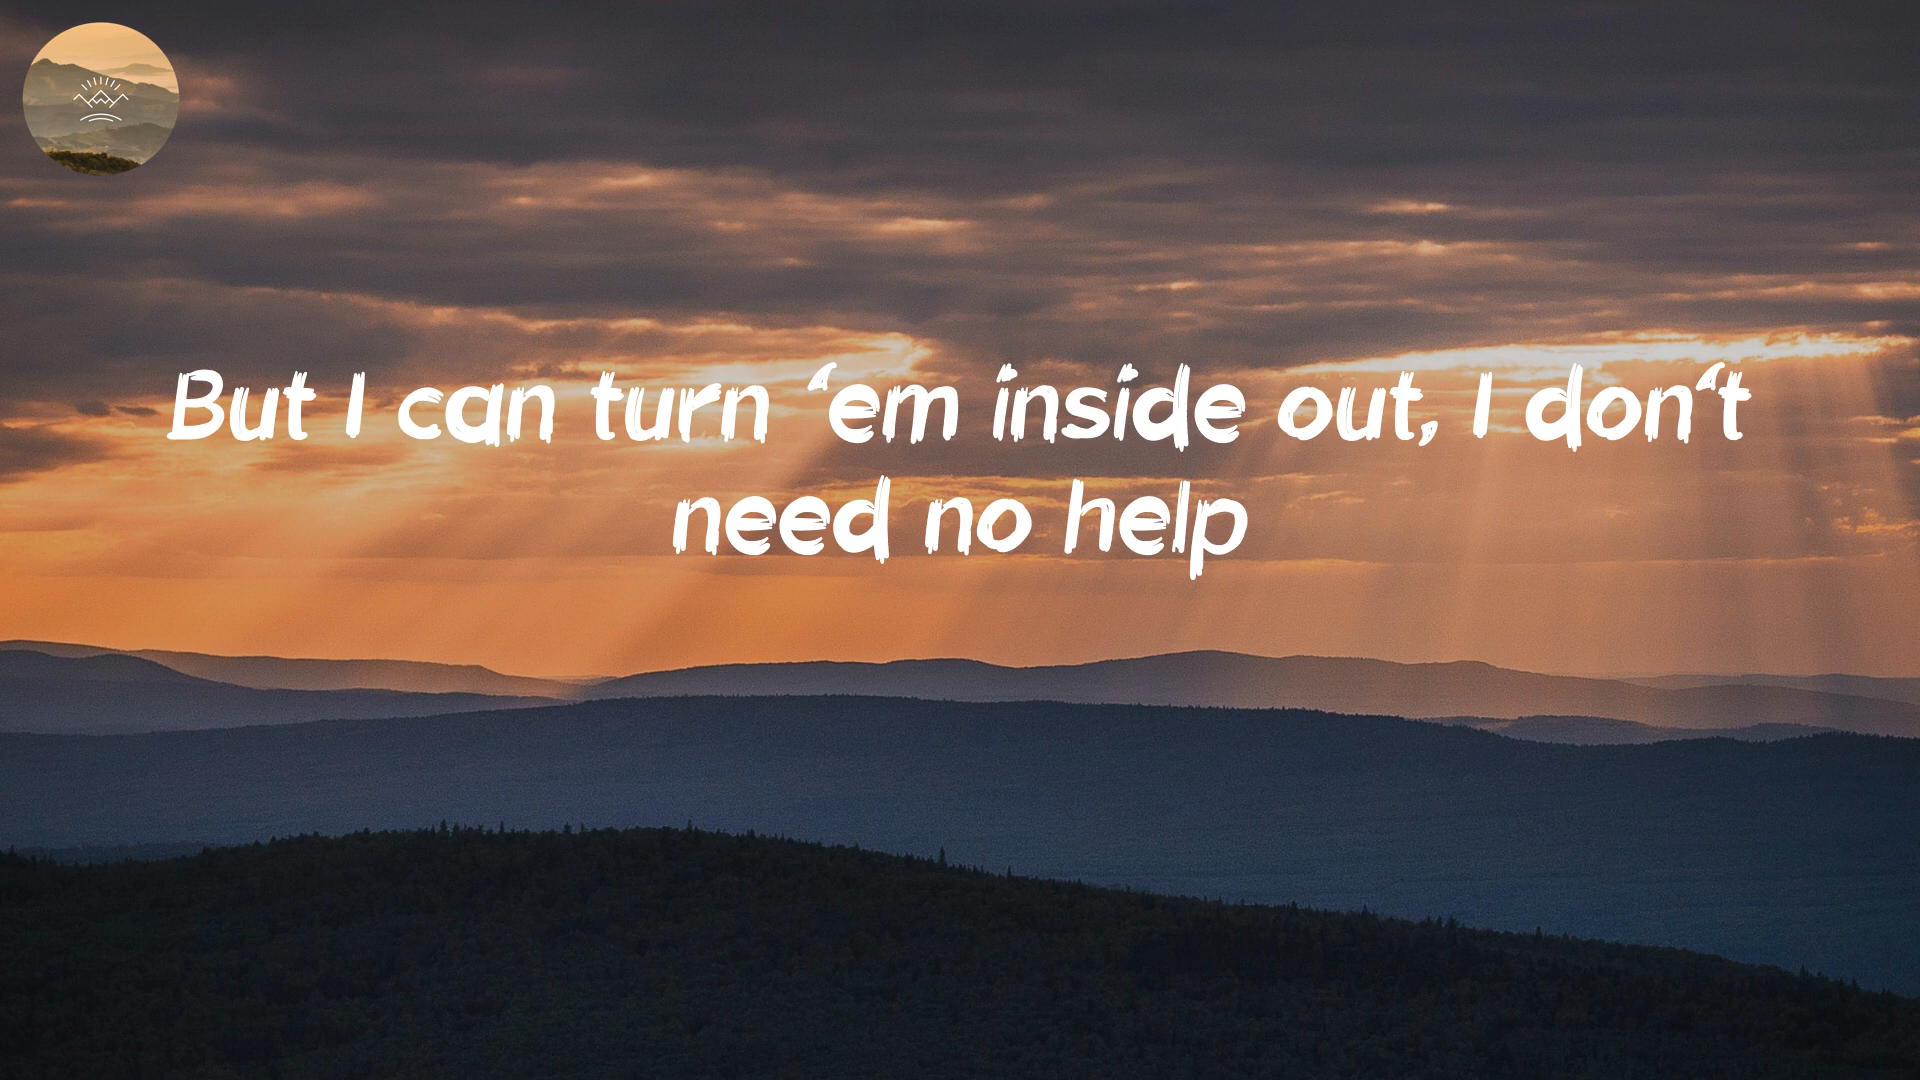 But I can turn ‘em inside out, I don‘t
need no help